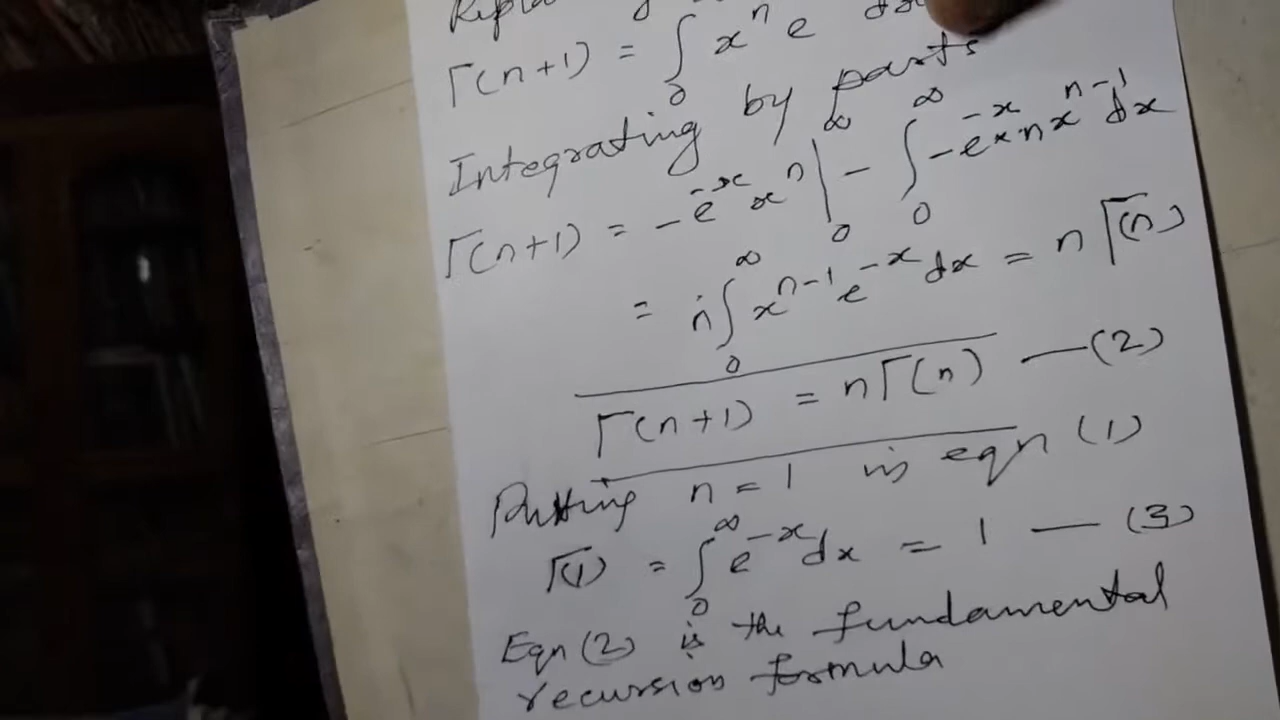 Γ(n+1) = ∫₀ xⁿ e
Integrating by parts
Γ(n+1) = -e⁻ˣ xⁿ |₀^∞ - ∫₀^∞ -e⁻ˣ × n xⁿ⁻¹ dx
= n ∫₀^∞ xⁿ⁻¹ e⁻ˣ dx = n Γ(n)
Γ(n+1) = nΓ(n) — (2)
Putting n = 1 in eqn (1)
Γ(1) = ∫₀^∞ e⁻ˣ dx = 1 — (3)
Eqn (2) is the fundamental
recursion formula